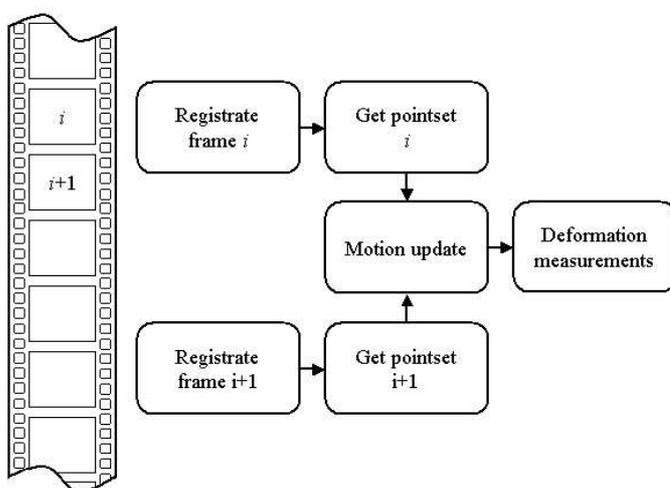 i
i+1
Registrate
frame i
Get pointset
i
Motion update
Deformation
measurements
Registrate
frame i+1
Get pointset
i+1